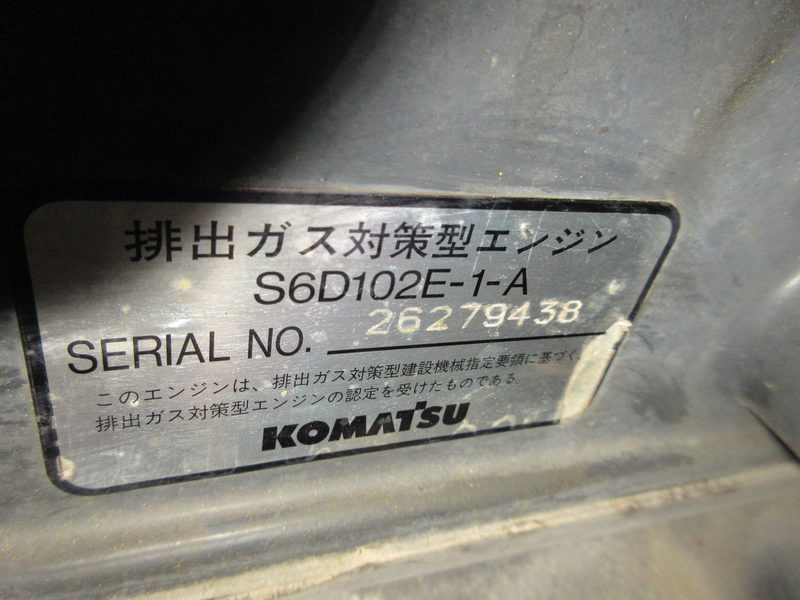 排出ガス対策型エンジン
S6D102E-1-A
SERIAL NO. 26279438
このエンジンは、排出ガス対策型建設機械指定要領に基づく、
排出ガス対策型エンジンの認定を受けたものである。
KOMATSU